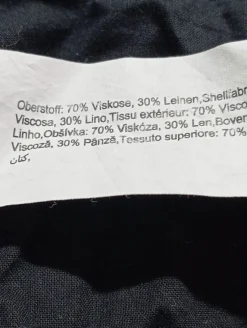 Oberstoff: 70% Viskose, 30% Leinen,Shell
Viscosa, 30% Lino,Tissu extérieur: 70% Visco
Linho,Obšívka: 70% Viskóza, 30% Len,Bover
Viscoză, 30% Pânză,Tessuto superiore: 70%
كتان,